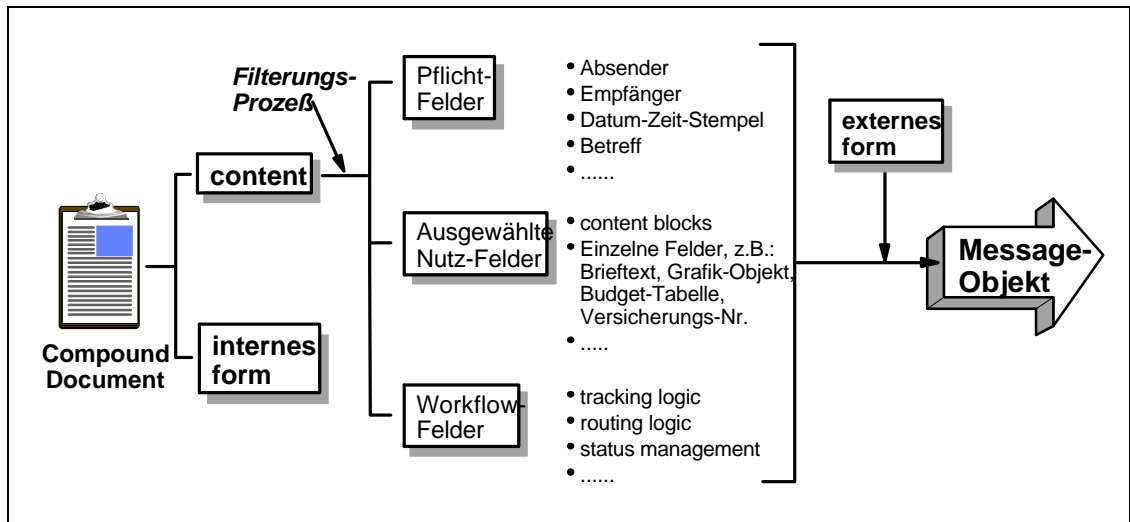 Filterungs-
Prozeß
Pflicht-
Felder
• Absender
• Empfänger
• Datum-Zeit-Stempel
• Betreff
• ......
externes
form
content
Ausgewählte
Nutz-Felder
• content blocks
• Einzelne Felder, z.B.:
Brieftext, Grafik-Objekt,
Budget-Tabelle,
Versicherungs-Nr.
• .....
Message-
Objekt
Compound
Document
internes
form
Workflow-
Felder
• tracking logic
• routing logic
• status management
• ......